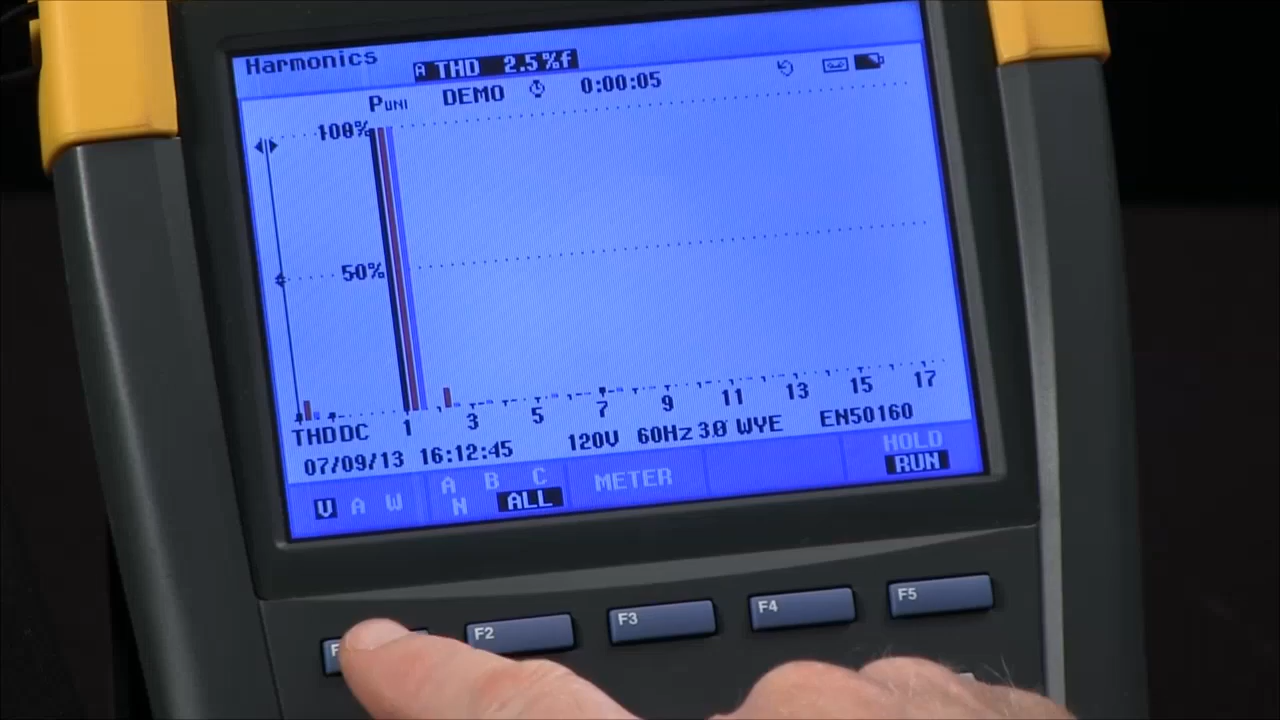 Harmonics
A THD 2.5%f
PUNI DEMO 0:00:05
100%
50%
THD DC 1 3 5 7 9 11 13 15 17
07/09/13 16:12:45 120V 60Hz 3Ø WYE EN50160
V A W A B C N ALL METER HOLD RUN
F F2 F3 F4 F5